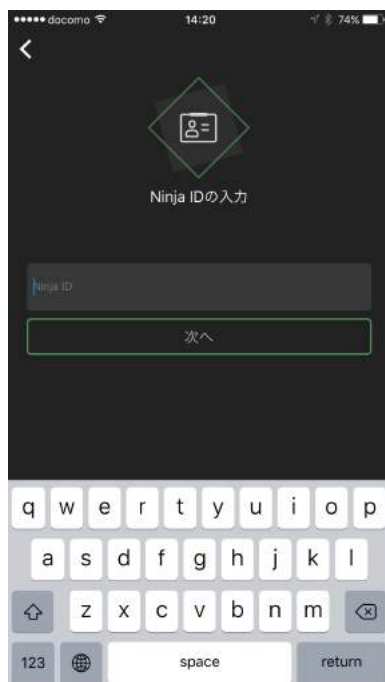 docomo 14:20 74%
Ninja IDの入力
Ninja ID
次へ
q w e r t y u i o p
a s d f g h j k l
z x c v b n m
123 space return